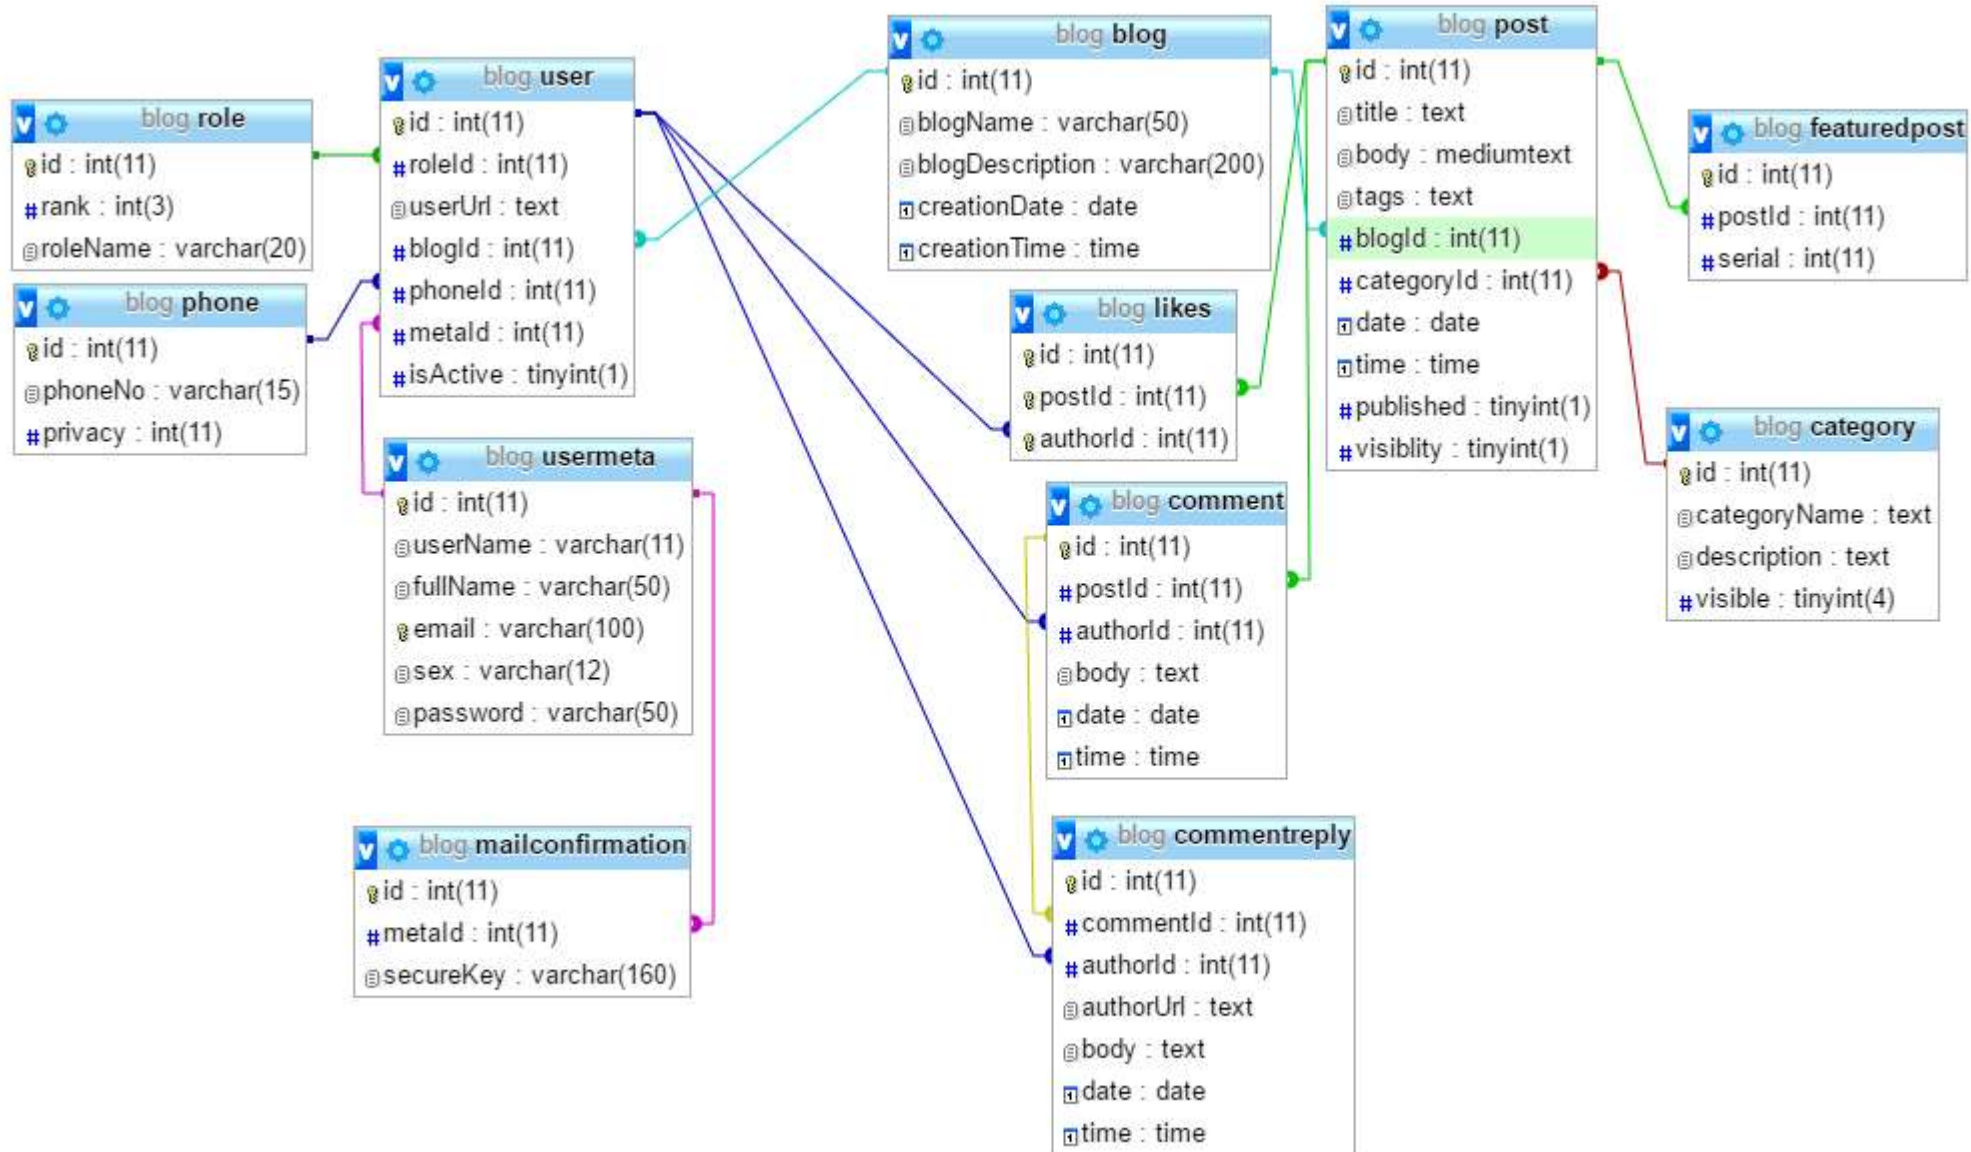 blog role
id : int(11)
rank : int(3)
roleName : varchar(20)
blog phone
id : int(11)
phoneNo : varchar(15)
privacy : int(11)
blog user
id : int(11)
roleId : int(11)
userUrl : text
blogId : int(11)
phoneId : int(11)
metaId : int(11)
isActive : tinyint(1)
blog usermeta
id : int(11)
userName : varchar(11)
fullName : varchar(50)
email : varchar(100)
sex : varchar(12)
password : varchar(50)
blog mailconfirmation
id : int(11)
metaId : int(11)
secureKey : varchar(160)
blog blog
id : int(11)
blogName : varchar(50)
blogDescription : varchar(200)
creationDate : date
creationTime : time
blog likes
id : int(11)
postId : int(11)
authorId : int(11)
blog comment
id : int(11)
postId : int(11)
authorId : int(11)
body : text
date : date
time : time
blog commentreply
id : int(11)
commentId : int(11)
authorId : int(11)
authorUrl : text
body : text
date : date
time : time
blog post
id : int(11)
title : text
body : mediumtext
tags : text
blogId : int(11)
categoryId : int(11)
date : date
time : time
published : tinyint(1)
visiblity : tinyint(1)
blog featuredpost
id : int(11)
postId : int(11)
serial : int(11)
blog category
id : int(11)
categoryName : text
description : text
visible : tinyint(4)